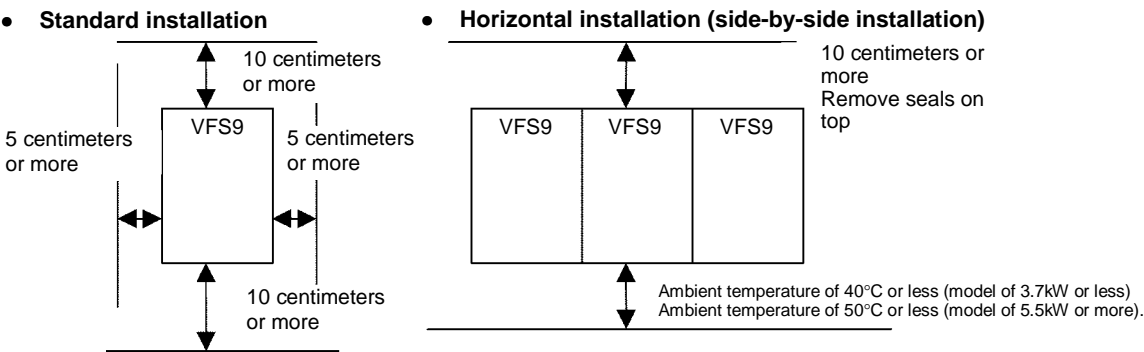 ● Standard installation
10 centimeters
or more
VFS9
5 centimeters
or more
5 centimeters
or more
10 centimeters
or more
● Horizontal installation (side-by-side installation)
10 centimeters or
more
Remove seals on
top
VFS9 VFS9 VFS9
Ambient temperature of 40°C or less (model of 3.7kW or less)
Ambient temperature of 50°C or less (model of 5.5kW or more).